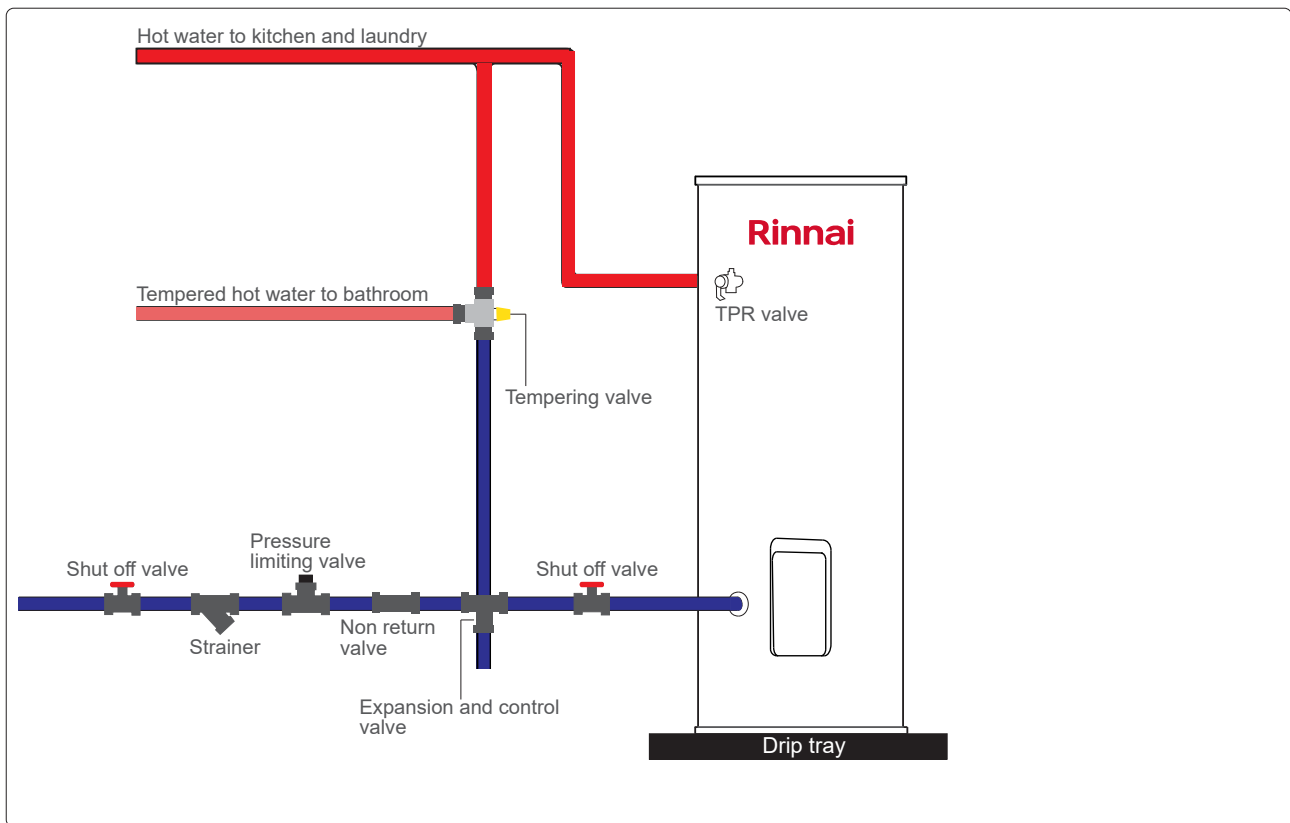 Hot water to kitchen and laundry
Rinnai
Tempered hot water to bathroom
TPR valve
Tempering valve
Pressure
limiting valve
Shut off valve
Shut off valve
Non return
valve
Strainer
Expansion and control
valve
Drip tray